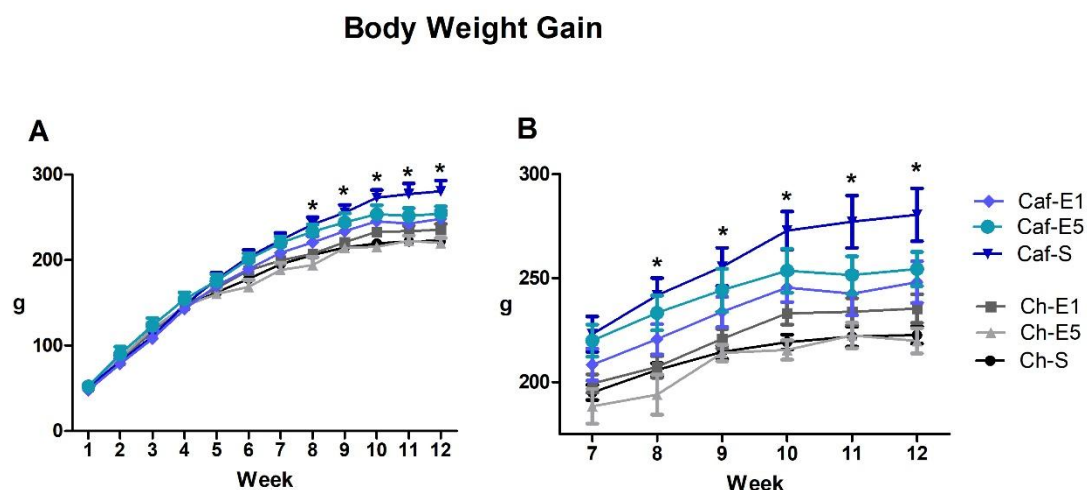 Body Weight Gain
A
B
300
200
100
0
g
* * * * *
1 2 3 4 5 6 7 8 9 10 11 12
Week
300
250
200
g
* * * * *
7 8 9 10 11 12
Week
Caf-E1
Caf-E5
Caf-S
Ch-E1
Ch-E5
Ch-S